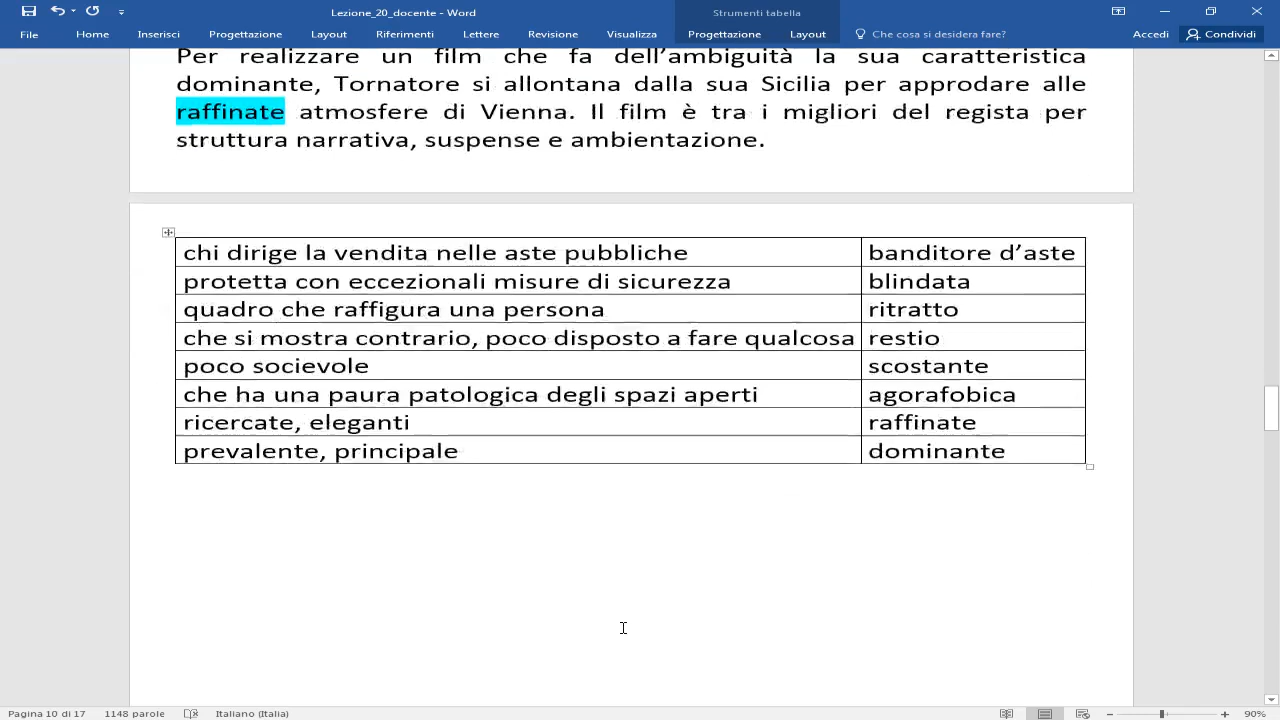 Lezione_20_docente - Word
Strumenti tabella
File Home Inserisci Progettazione Layout Riferimenti Lettere Revisione Visualizza Progettazione Layout Che cosa si desidera fare? Accedi Condividi
Per realizzare un film che fa dell’ambiguità la sua caratteristica
dominante, Tornatore si allontana dalla sua Sicilia per approdare alle
raffinate atmosfere di Vienna. Il film è tra i migliori del regista per
struttura narrativa, suspense e ambientazione.
chi dirige la vendita nelle aste pubbliche banditore d’aste
protetta con eccezionali misure di sicurezza blindata
quadro che raffigura una persona ritratto
che si mostra contrario, poco disposto a fare qualcosa restio
poco socievole scostante
che ha una paura patologica degli spazi aperti agorafobica
ricercate, eleganti raffinate
prevalente, principale dominante
Pagina 10 di 17 1148 parole Italiano (Italia) 90%